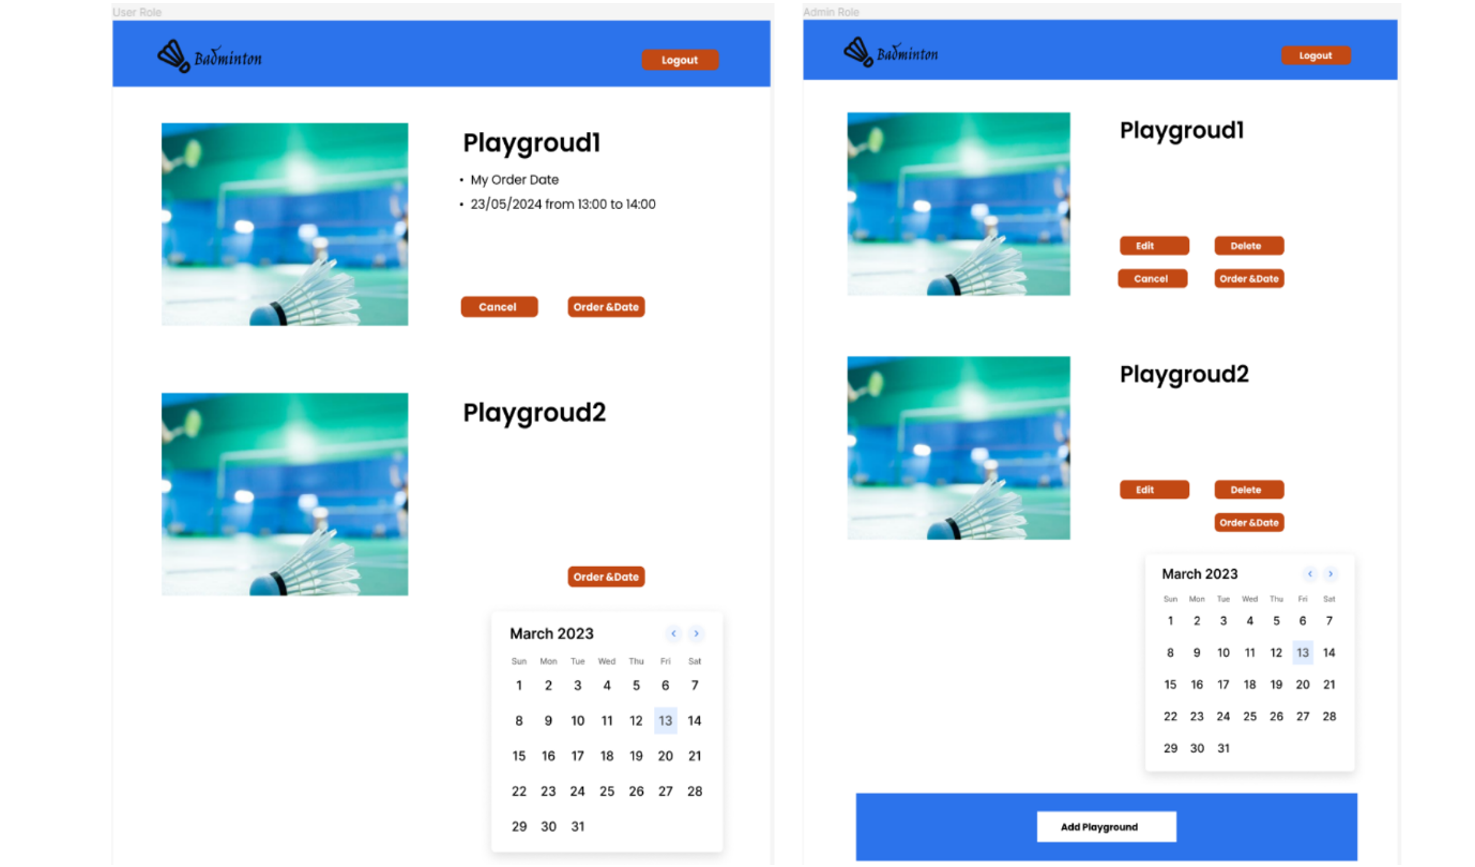 User Role
Badminton
Logout
Playgroud1
• My Order Date
• 23/05/2024 from 13:00 to 14:00
Cancel Order &Date
Playgroud2
Order &Date
March 2023 < >
Sun Mon Tue Wed Thu Fri Sat
1 2 3 4 5 6 7
8 9 10 11 12 13 14
15 16 17 18 19 20 21
22 23 24 25 26 27 28
29 30 31
Admin Role
Badminton
Logout
Playgroud1
Edit Delete
Cancel Order &Date
Playgroud2
Edit Delete
Order &Date
March 2023 < >
Sun Mon Tue Wed Thu Fri Sat
1 2 3 4 5 6 7
8 9 10 11 12 13 14
15 16 17 18 19 20 21
22 23 24 25 26 27 28
29 30 31
Add Playground